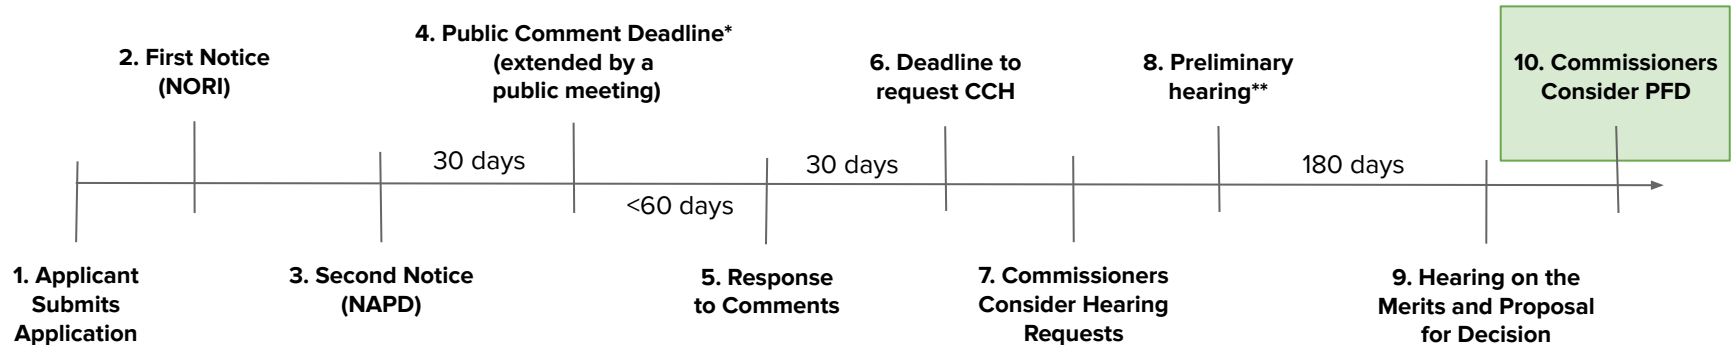 1. Applicant
Submits
Application
2. First Notice
(NORI)
3. Second Notice
(NAPD)
30 days
4. Public Comment Deadline*
(extended by a
public meeting)
<60 days
5. Response
to Comments
30 days
6. Deadline to
request CCH
7. Commissioners
Consider Hearing
Requests
8. Preliminary
hearing**
180 days
9. Hearing on the
Merits and Proposal
for Decision
10. Commissioners
Consider PFD